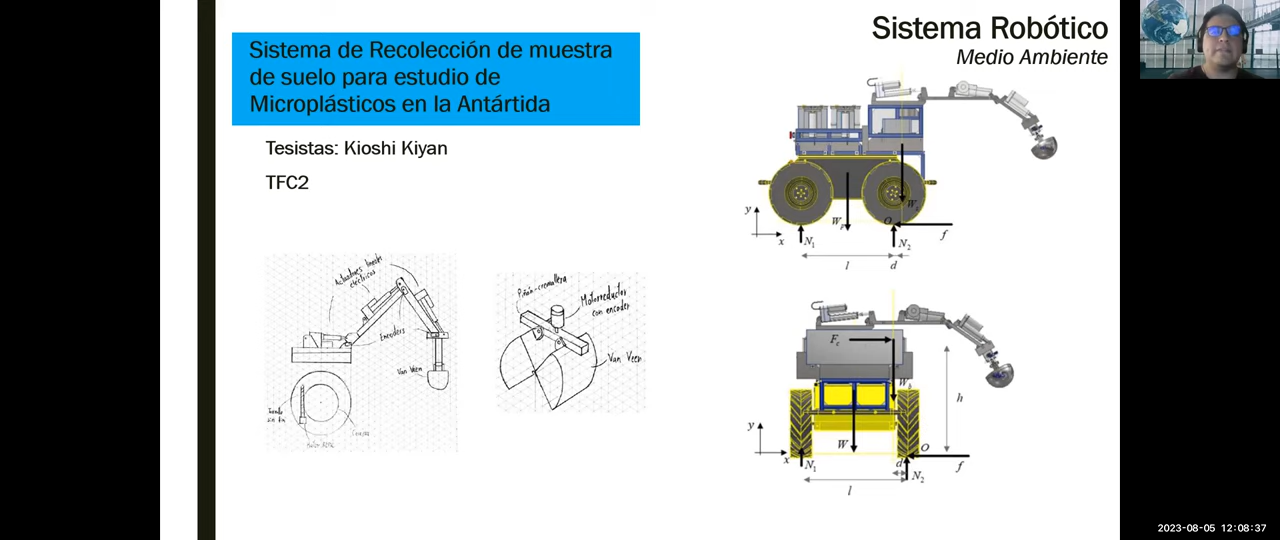 Sistema Robótico
Medio Ambiente
Sistema de Recolección de muestra
de suelo para estudio de
Microplásticos en la Antártida
Tesistas: Kioshi Kiyan
TFC2
Actuadores lineales
eléctricos
Encoders
Van Veen
Piñón-cremallera
Motorreductor
con encoder
Van Veen
y
x
N1
Wp
O
N2
f
l
d
Fc
h
y
x
N1
W
Wb
d
O
N2
f
l
2023-08-05 12:08:37